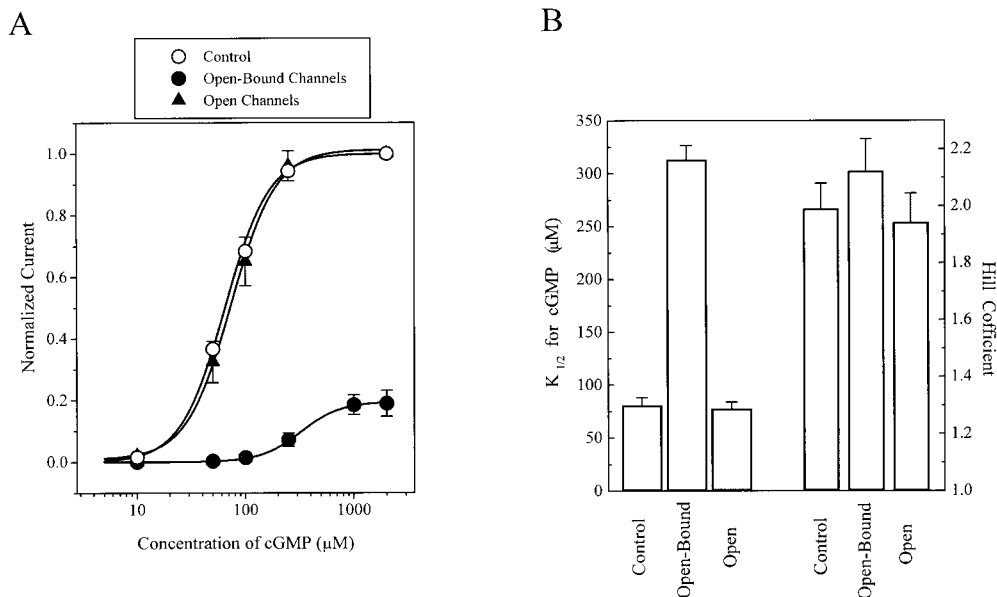 A
Control
Open-Bound Channels
Open Channels
1.0
0.8
0.6
0.4
0.2
0.0
Normalized Current
10
100
1000
Concentration of cGMP (µM)
B
350
300
250
200
150
100
50
0
K 1/2 for cGMP (µM)
2.2
2.0
1.8
1.6
1.4
1.2
1.0
Hill Cofficient
Control
Open-Bound
Open
Control
Open-Bound
Open